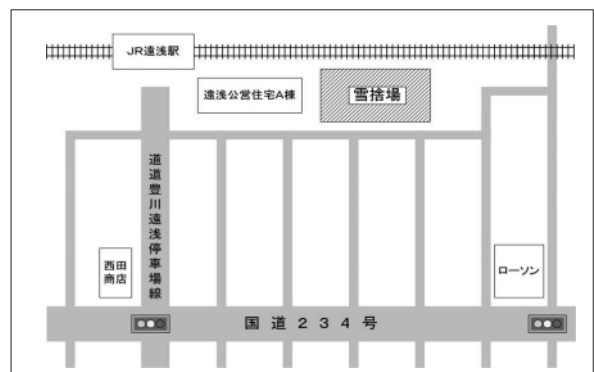 JR遠浅駅
遠浅公営住宅A棟
雪捨場
道道豊川遠浅停車場線
西田
商店
ローソン
国道234号